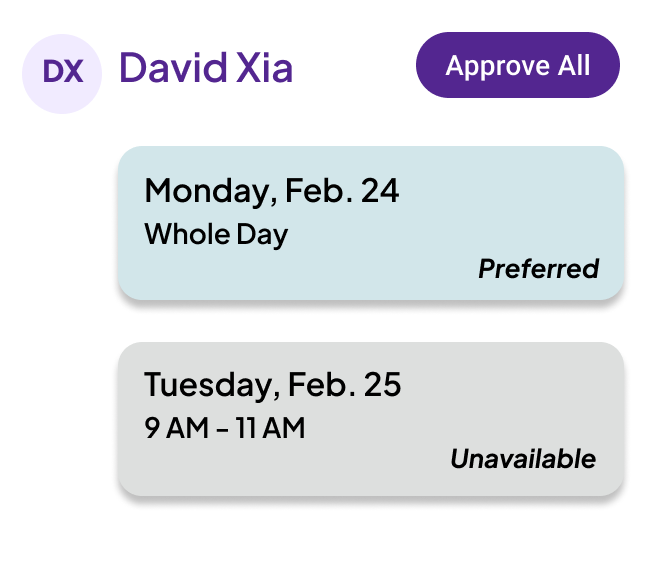 DX
David Xia
Approve All
Monday, Feb. 24
Whole Day
Preferred
Tuesday, Feb. 25
9 AM – 11 AM
Unavailable